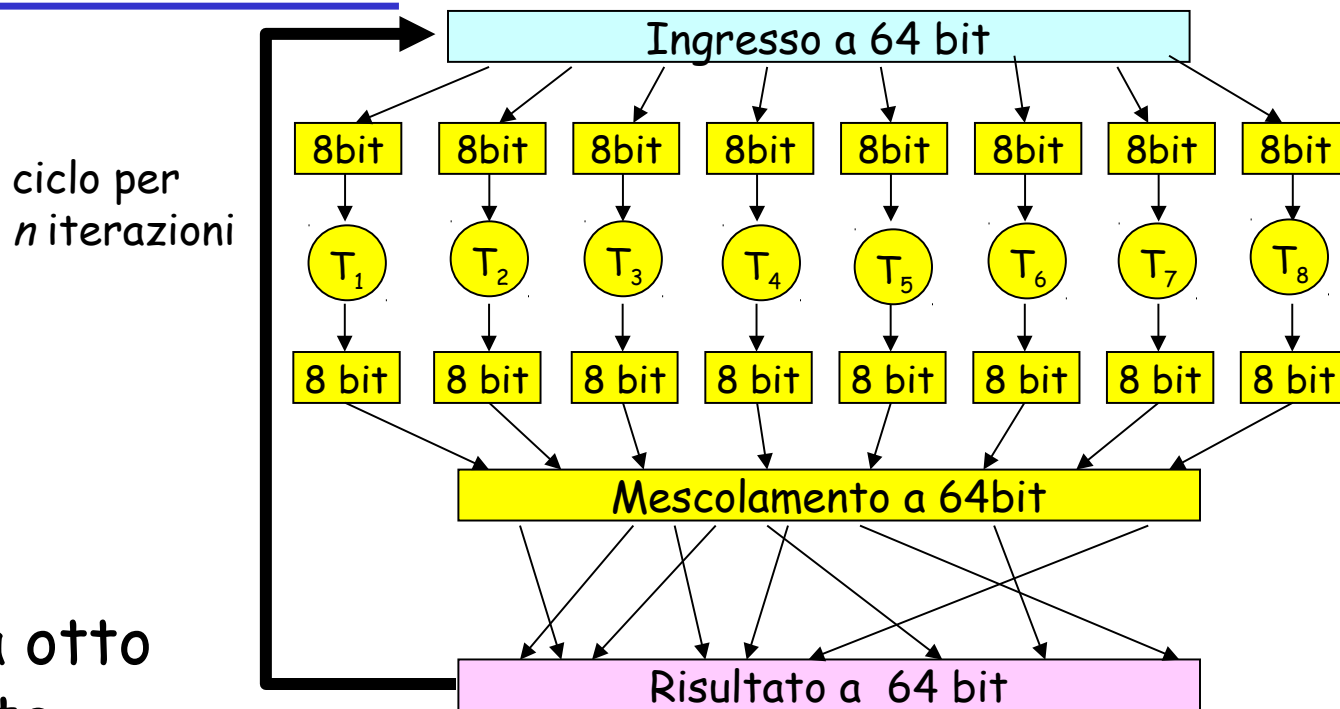 Ingresso a 64 bit
8bit 8bit 8bit 8bit 8bit 8bit 8bit 8bit
ciclo per
n iterazioni
T1 T2 T3 T4 T5 T6 T7 T8
8 bit 8 bit 8 bit 8 bit 8 bit 8 bit 8 bit 8 bit
Mescolamento a 64bit
otto
Risultato a 64 bit